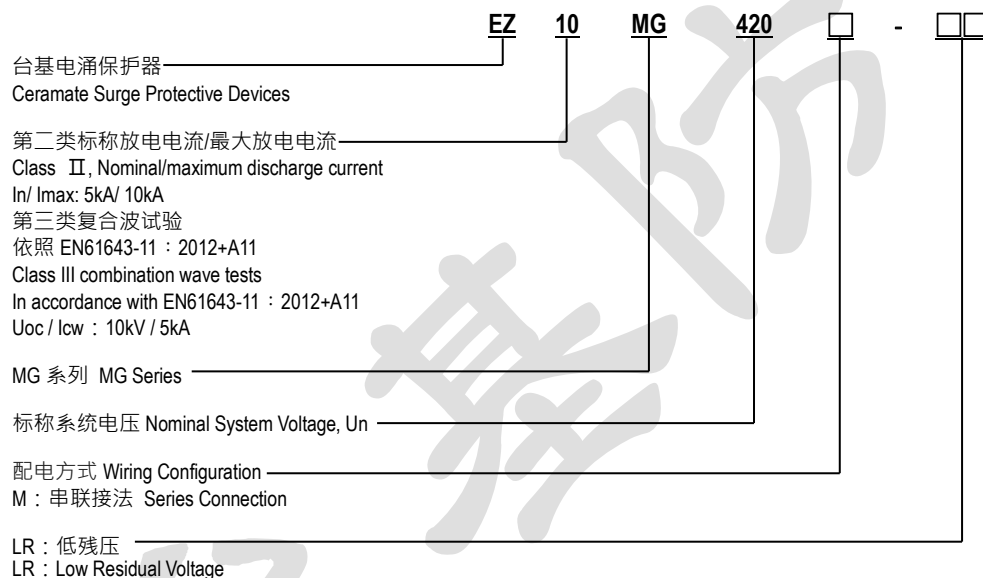 EZ 10 MG 420 □ - □□
台基电涌保护器
Ceramate Surge Protective Devices
第二类标称放电电流/最大放电电流
Class Ⅱ, Nominal/maximum discharge current
In/ Imax: 5kA/ 10kA
第三类复合波试验
依照 EN61643-11：2012+A11
Class III combination wave tests
In accordance with EN61643-11：2012+A11
Uoc / Icw：10kV / 5kA
MG 系列 MG Series
标称系统电压 Nominal System Voltage, Un
配电方式 Wiring Configuration
M：串联接法 Series Connection
LR：低残压
LR：Low Residual Voltage